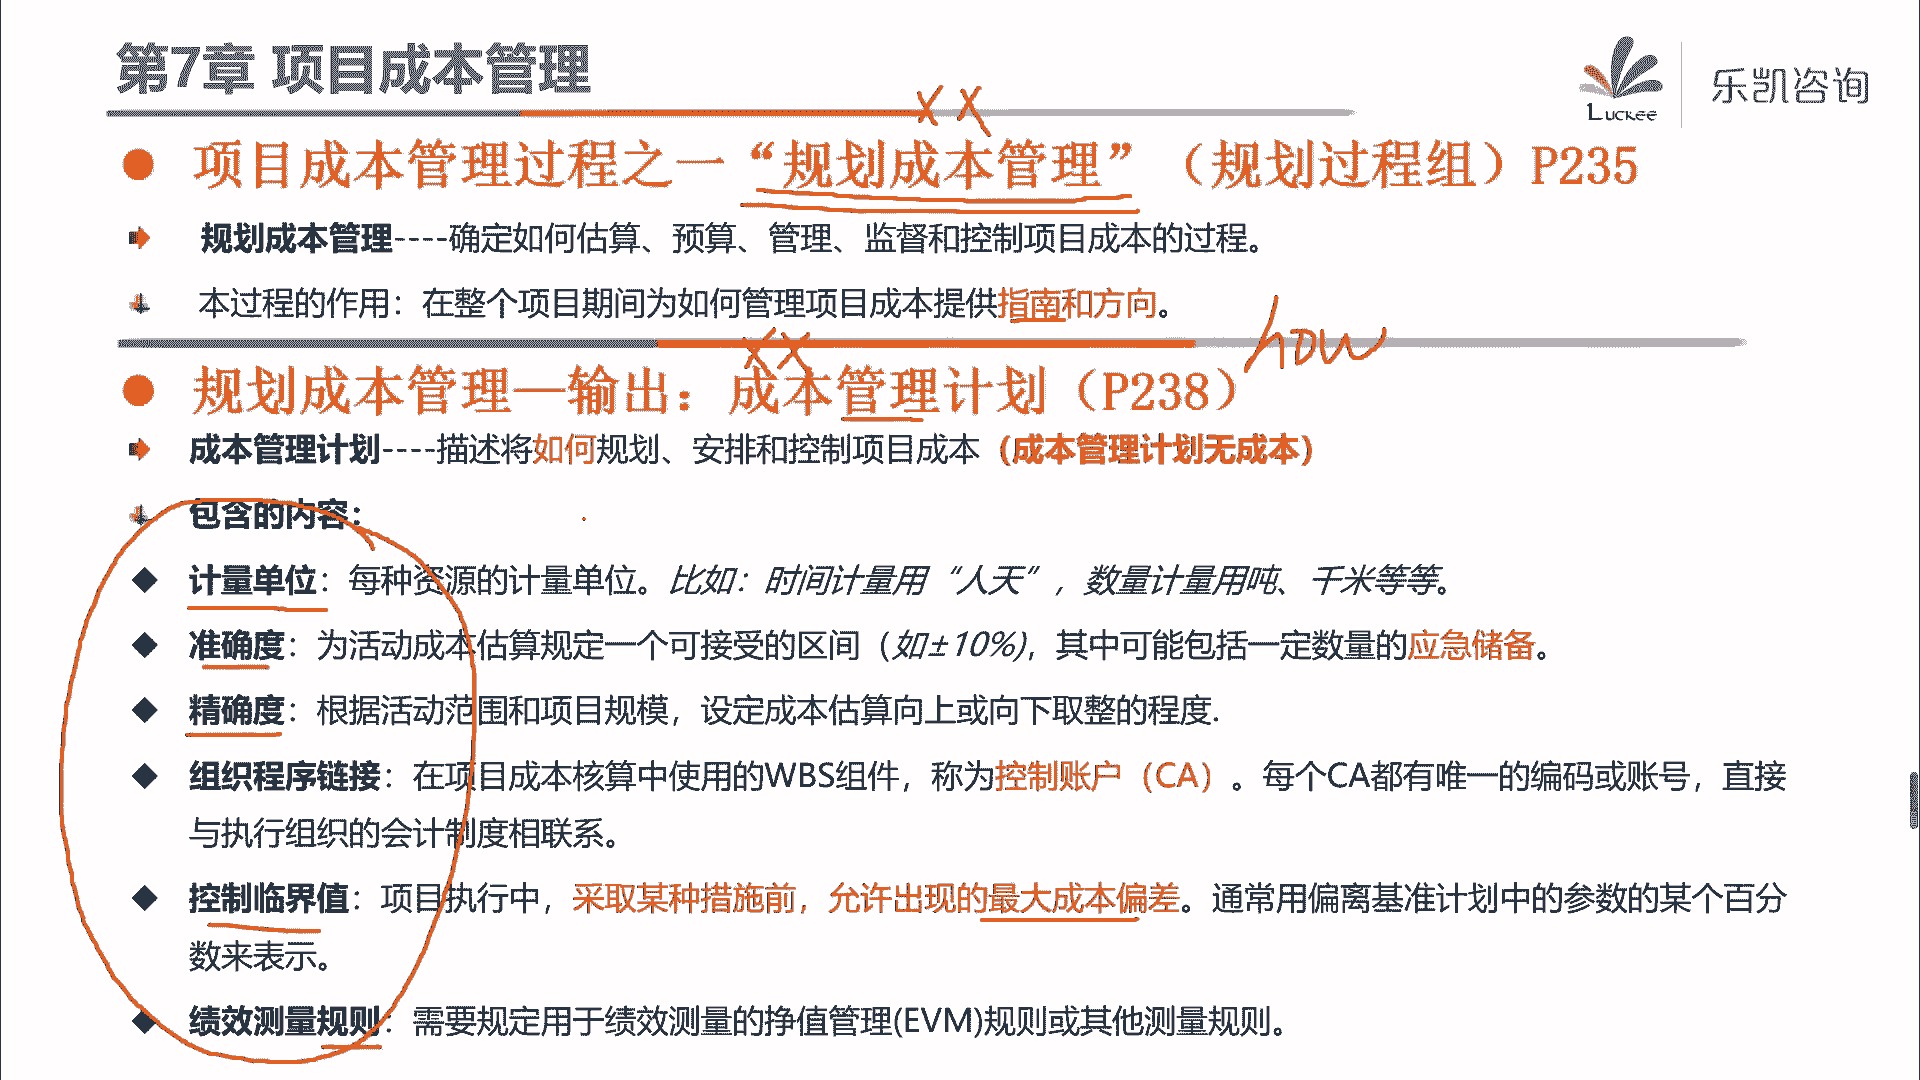 第7章 项目成本管理
LUCKEE 乐凯咨询
XX
● 项目成本管理过程之一“规划成本管理”（规划过程组）P235
规划成本管理----确定如何估算、预算、管理、监督和控制项目成本的过程。
本过程的作用：在整个项目期间为如何管理项目成本提供指南和方向。
XX how
● 规划成本管理—输出：成本管理计划（P238）
成本管理计划----描述将如何规划、安排和控制项目成本（成本管理计划无成本）
包含的内容：
◆ 计量单位：每种资源的计量单位。比如：时间计量用“人天”，数量计量用吨、千米等等。
◆ 准确度：为活动成本估算规定一个可接受的区间（如±10%)，其中可能包括一定数量的应急储备。
◆ 精确度：根据活动范围和项目规模，设定成本估算向上或向下取整的程度.
◆ 组织程序链接：在项目成本核算中使用的WBS组件，称为控制账户（CA）。每个CA都有唯一的编码或账号，直接
与执行组织的会计制度相联系。
◆ 控制临界值：项目执行中，采取某种措施前，允许出现的最大成本偏差。通常用偏离基准计划中的参数的某个百分
数来表示。
◆ 绩效测量规则：需要规定用于绩效测量的挣值管理(EVM)规则或其他测量规则。